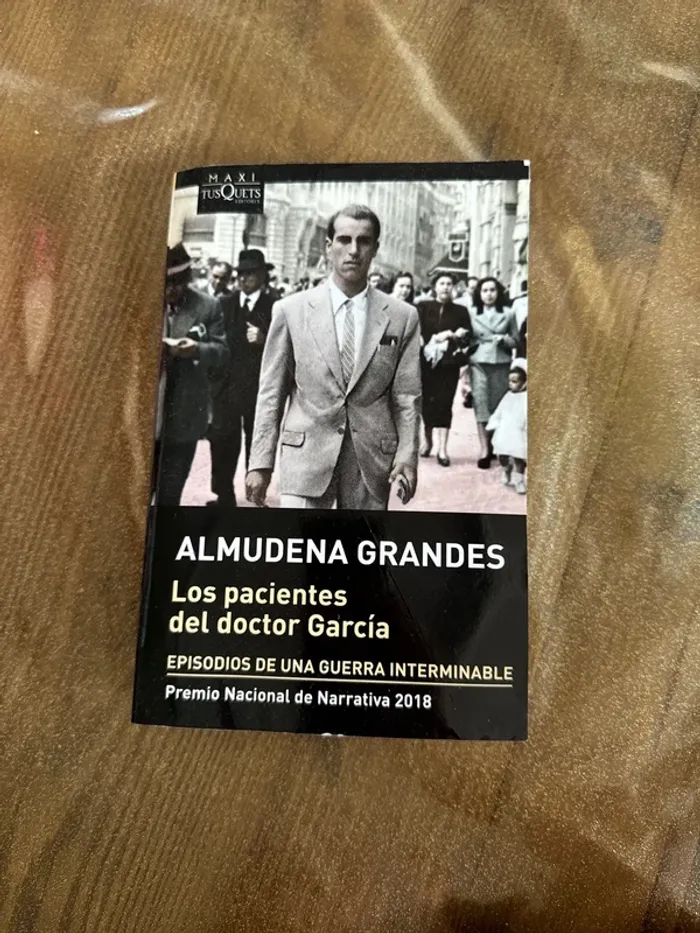 MAXI
TUSQUETS
EDITORES
ALMUDENA GRANDES
Los pacientes
del doctor García
EPISODIOS DE UNA GUERRA INTERMINABLE
Premio Nacional de Narrativa 2018